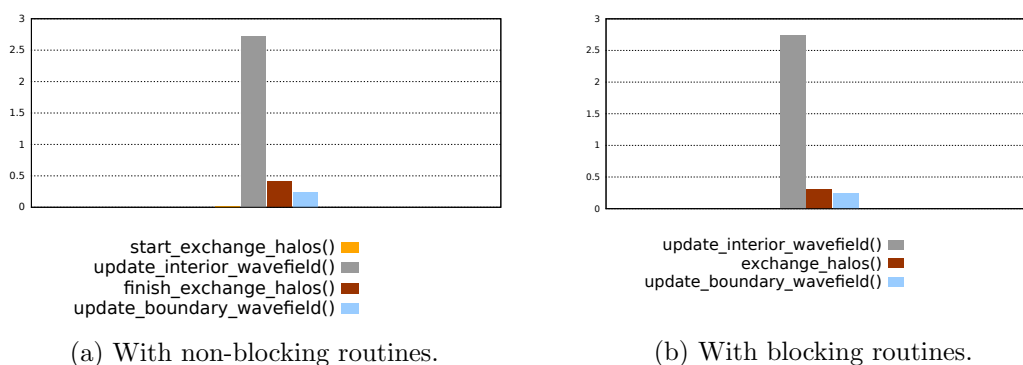 3
2.5
2
1.5
1
0.5
0
start_exchange_halos()
update_interior_wavefield()
finish_exchange_halos()
update_boundary_wavefield()
(a) With non-blocking routines.
3
2.5
2
1.5
1
0.5
0
update_interior_wavefield()
exchange_halos()
update_boundary_wavefield()
(b) With blocking routines.